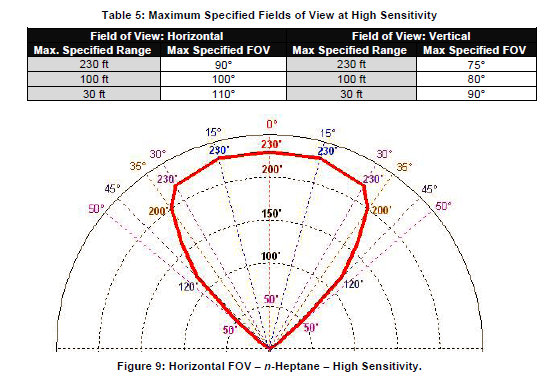 Table 5: Maximum Specified Fields of View at High Sensitivity
Field of View: Horizontal Field of View: Vertical
Max. Specified Range Max Specified FOV Max. Specified Range Max Specified FOV
230 ft 90° 230 ft 75°
100 ft 100° 100 ft 80°
30 ft 110° 30 ft 90°
0°
15° 15°
230' 230' 230'
30° 30°
35° 35°
200'
230' 230'
45° 45°
50° 50°
200' 200'
150'
100'
120' 120'
50'
50' 50'
Figure 9: Horizontal FOV – n-Heptane – High Sensitivity.